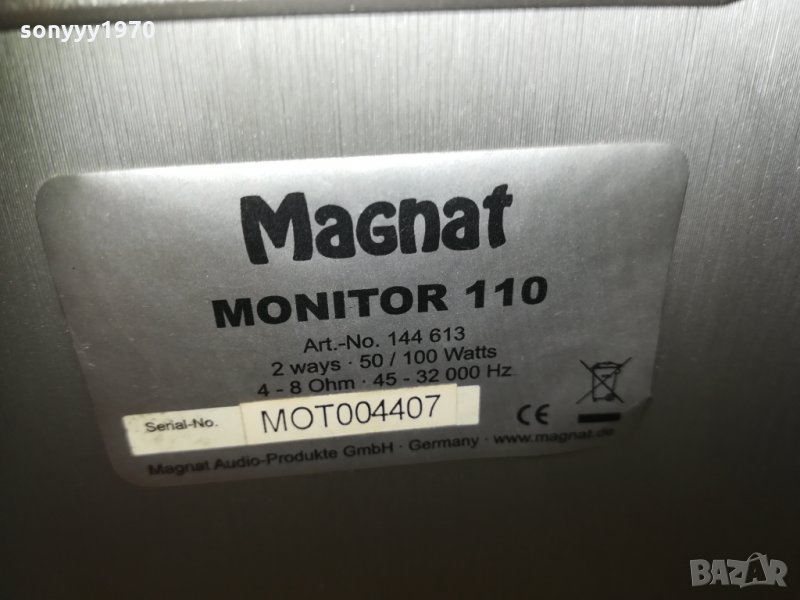 sonyyy1970
Magnat
MONITOR 110
Art.-No. 144 613
2 ways · 50 / 100 Watts
4 - 8 Ohm · 45 - 32 000 Hz
Serial-No. MOT004407 CE
Magnat Audio-Produkte GmbH · Germany · www.magnat.de
BAZAR